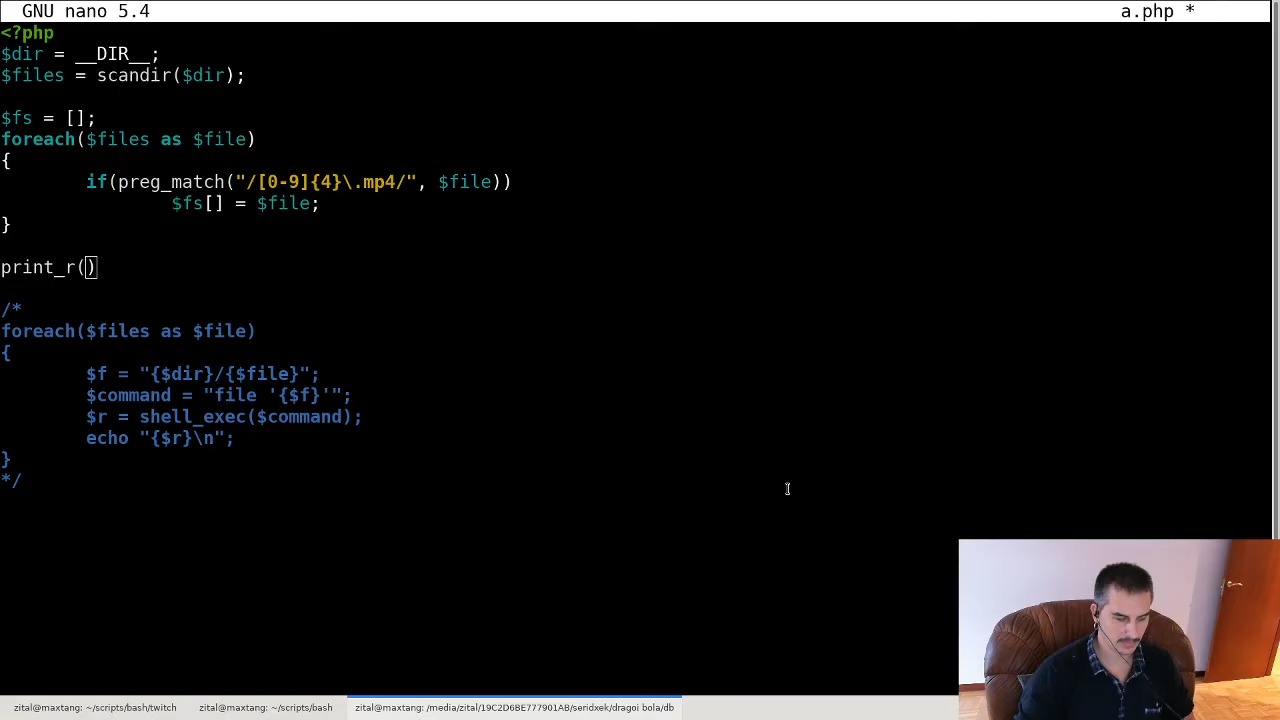 GNU nano 5.4 a.php *
<?php
$dir = __DIR__;
$files = scandir($dir);
$fs = [];
foreach($files as $file)
{
if(preg_match("/[0-9]{4}\.mp4/", $file))
$fs[] = $file;
}
print_r()
/*
foreach($files as $file)
{
$f = "{$dir}/{$file}";
$command = "file '{$f}'";
$r = shell_exec($command);
echo "{$r}\n";
}
*/
zital@maxtang: ~/scripts/bash/twitch zital@maxtang: ~/scripts/bash zital@maxtang: /media/zital/19C2D6BE777901AB/seridxek/dragoi bola/db